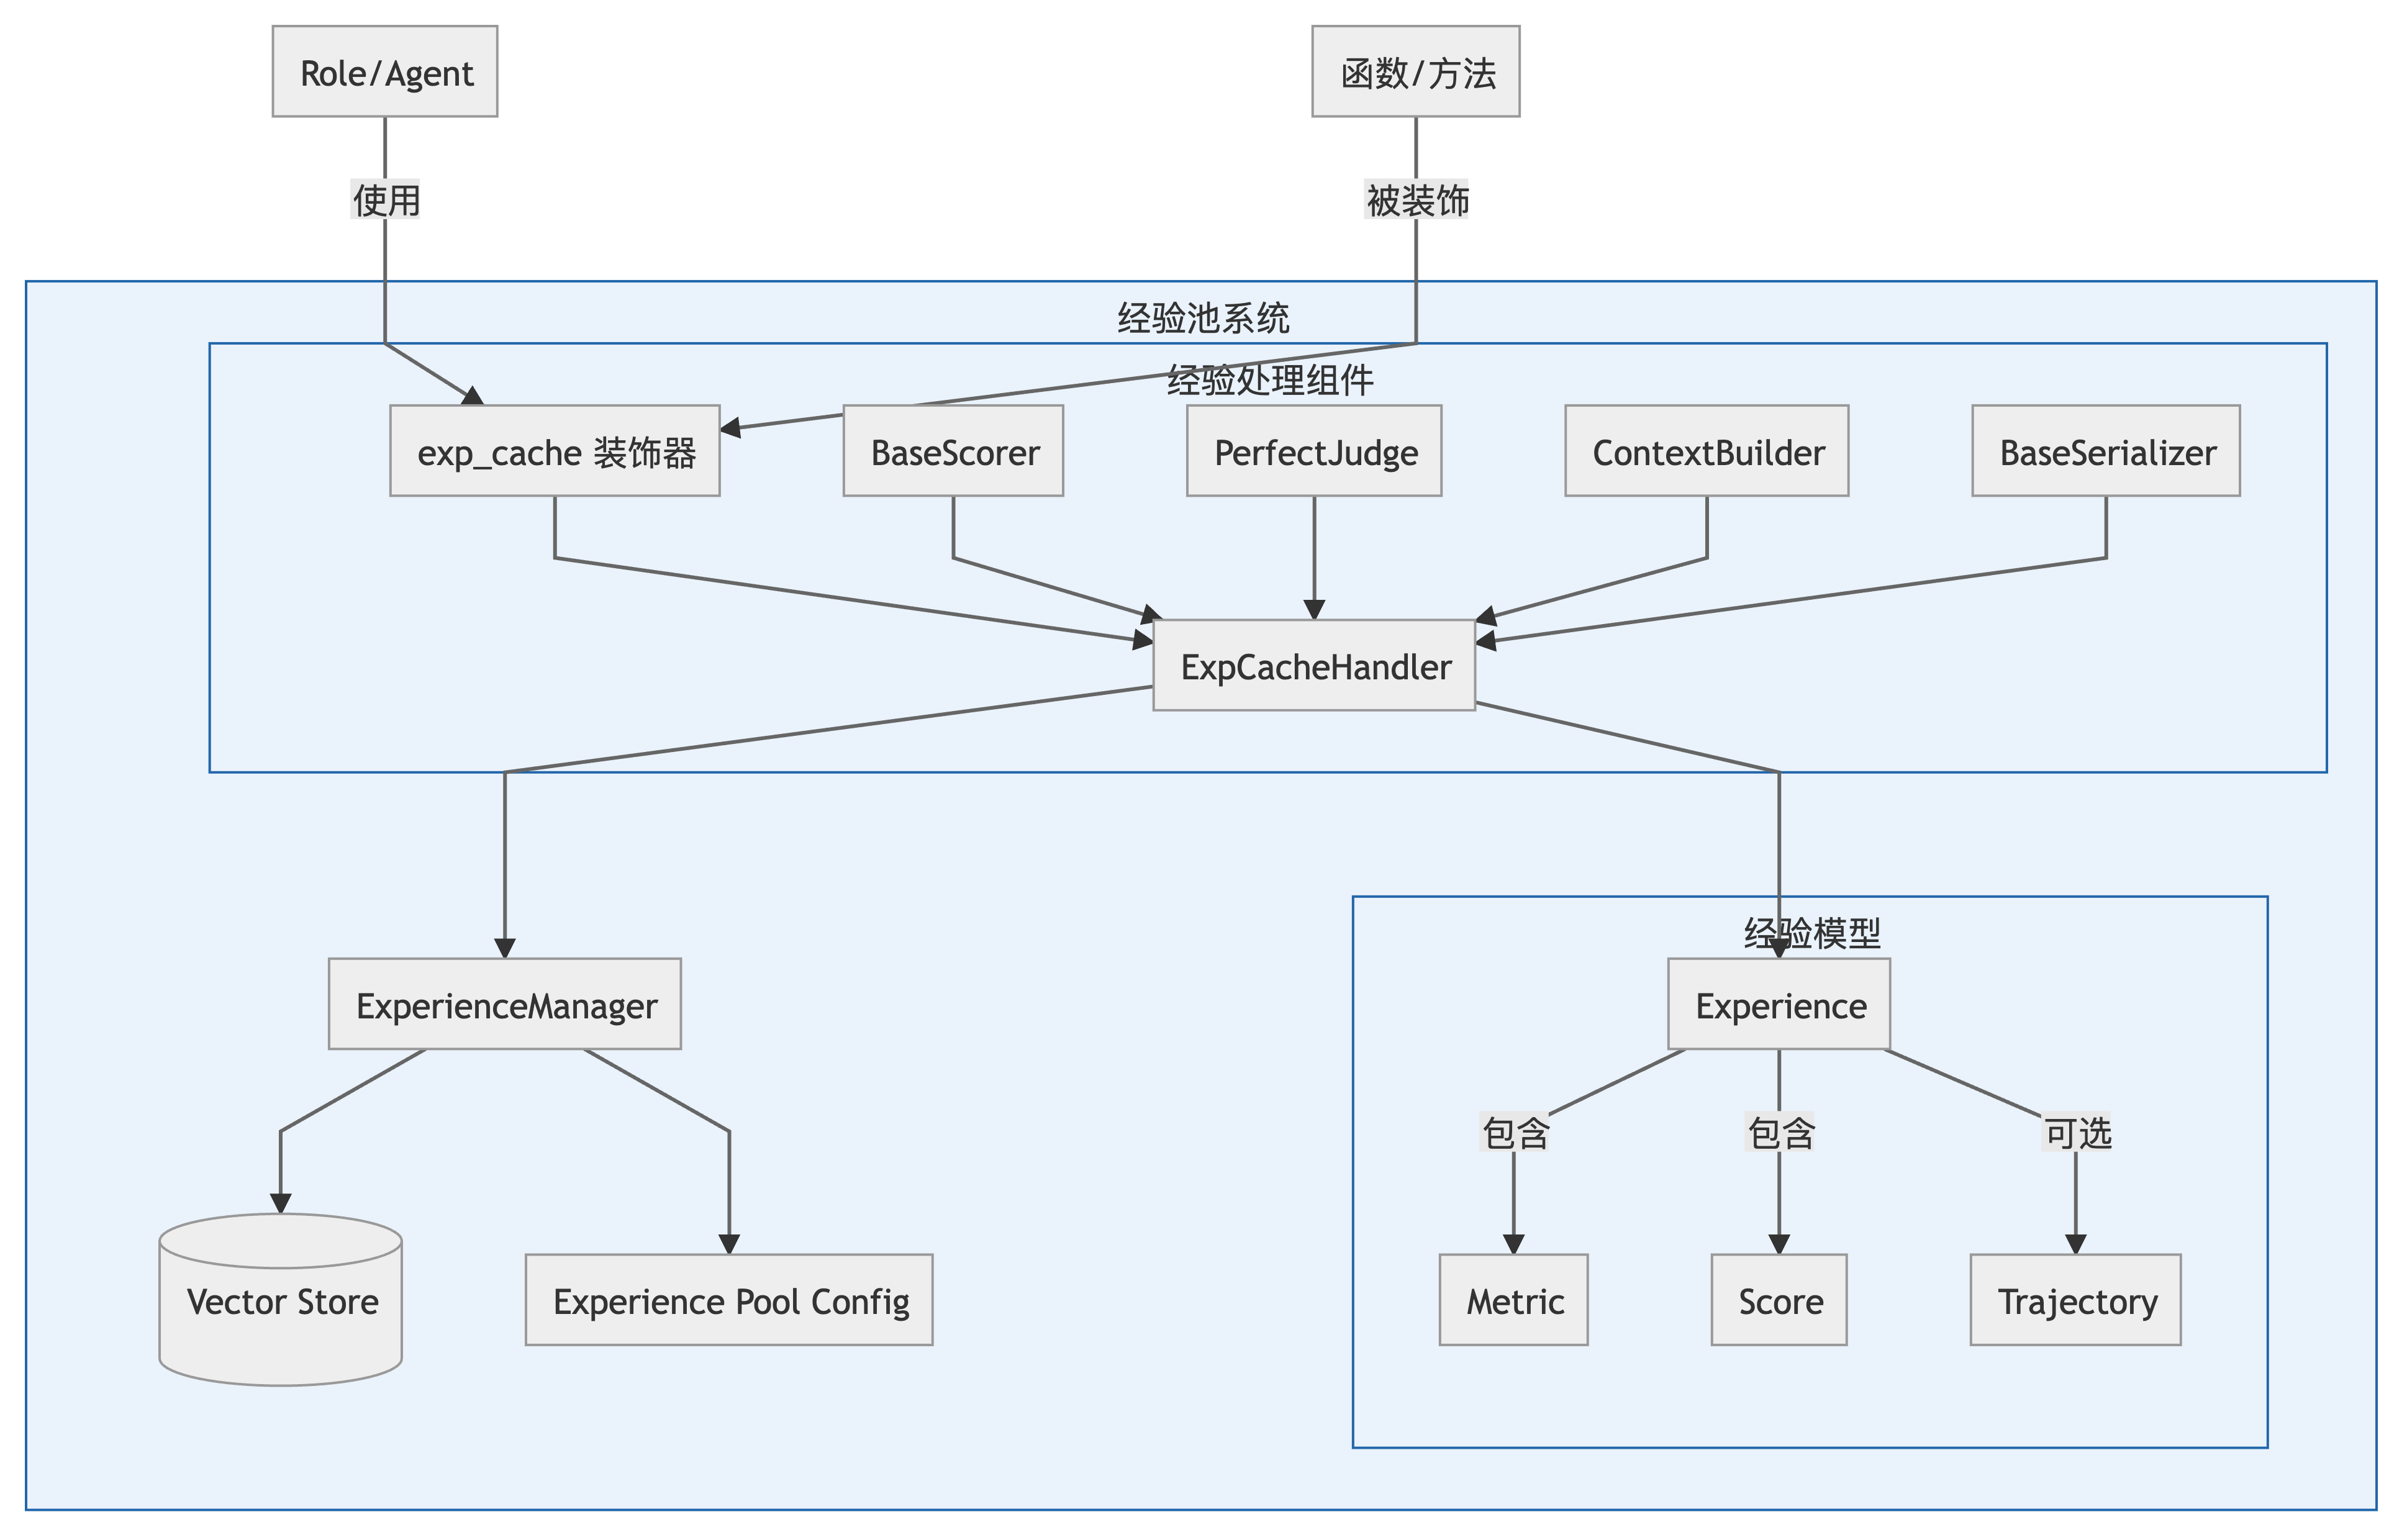 Role/Agent
函数/方法
使用
被装饰
经验池系统
经验处理组件
exp_cache 装饰器
BaseScorer
PerfectJudge
ContextBuilder
BaseSerializer
ExpCacheHandler
经验模型
ExperienceManager
Experience
包含
包含
可选
Vector Store
Experience Pool Config
Metric
Score
Trajectory